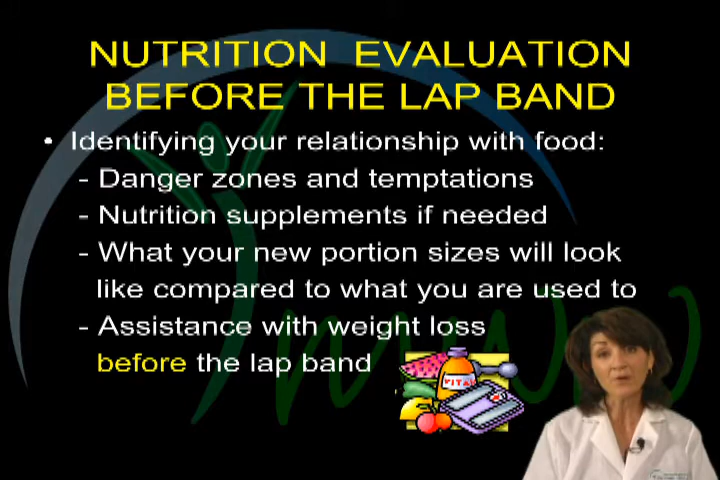 NUTRITION EVALUATION
BEFORE THE LAP BAND
• Identifying your relationship with food:
- Danger zones and temptations
- Nutrition supplements if needed
- What your new portion sizes will look
like compared to what you are used to
- Assistance with weight loss
before the lap band
VITA